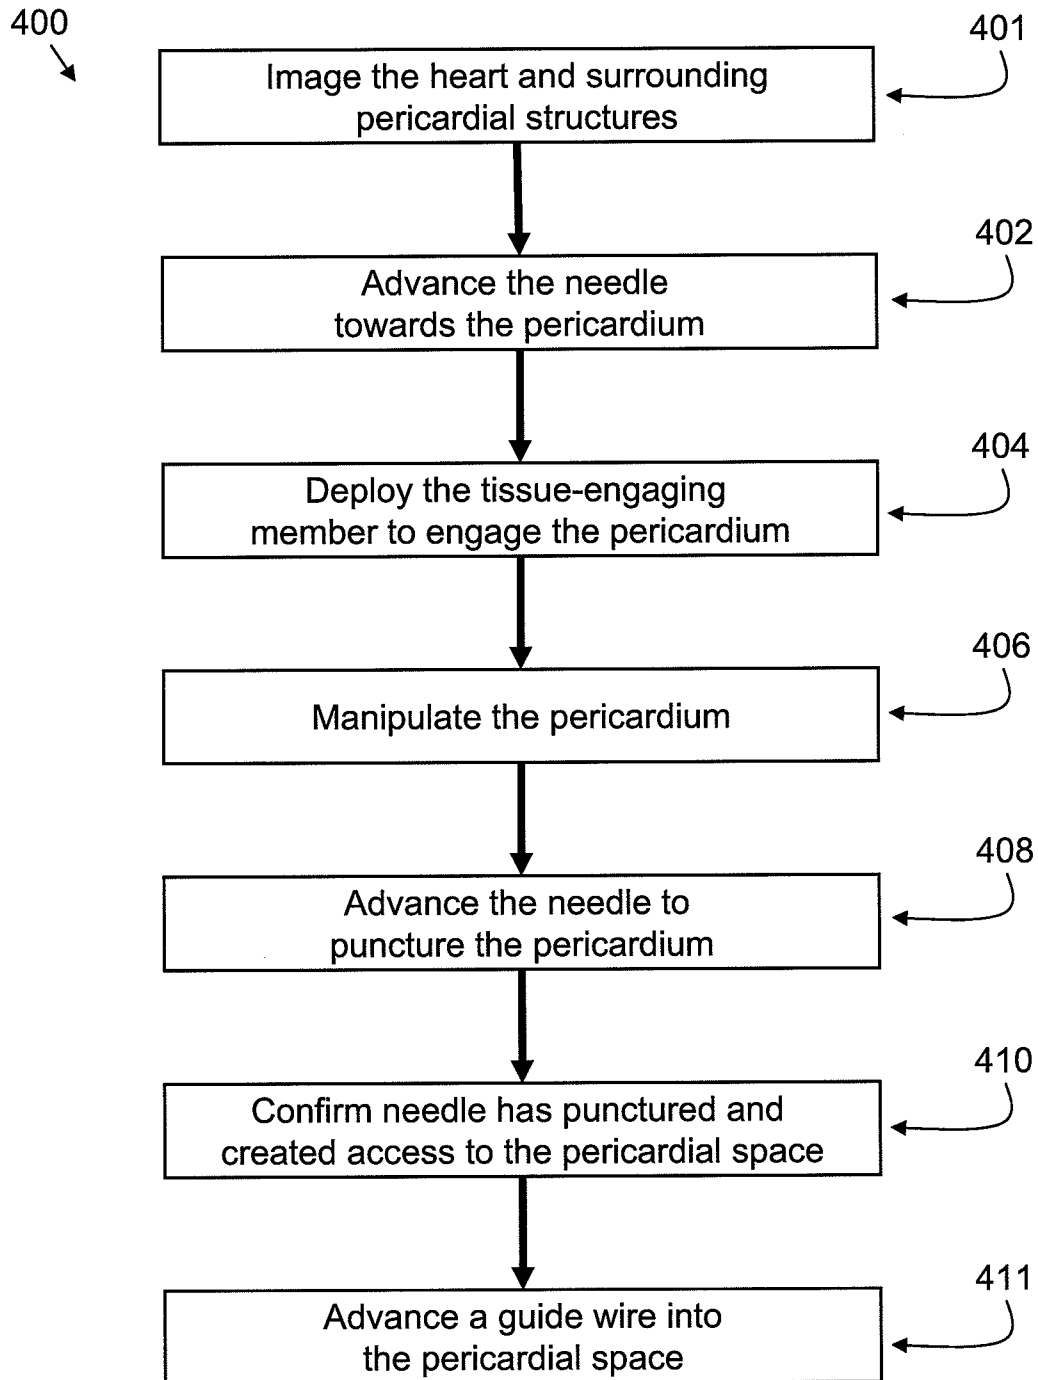 400
401
Image the heart and surrounding
pericardial structures
402
Advance the needle
towards the pericardium
404
Deploy the tissue-engaging
member to engage the pericardium
406
Manipulate the pericardium
408
Advance the needle to
puncture the pericardium
410
Confirm needle has punctured and
created access to the pericardial space
411
Advance a guide wire into
the pericardial space